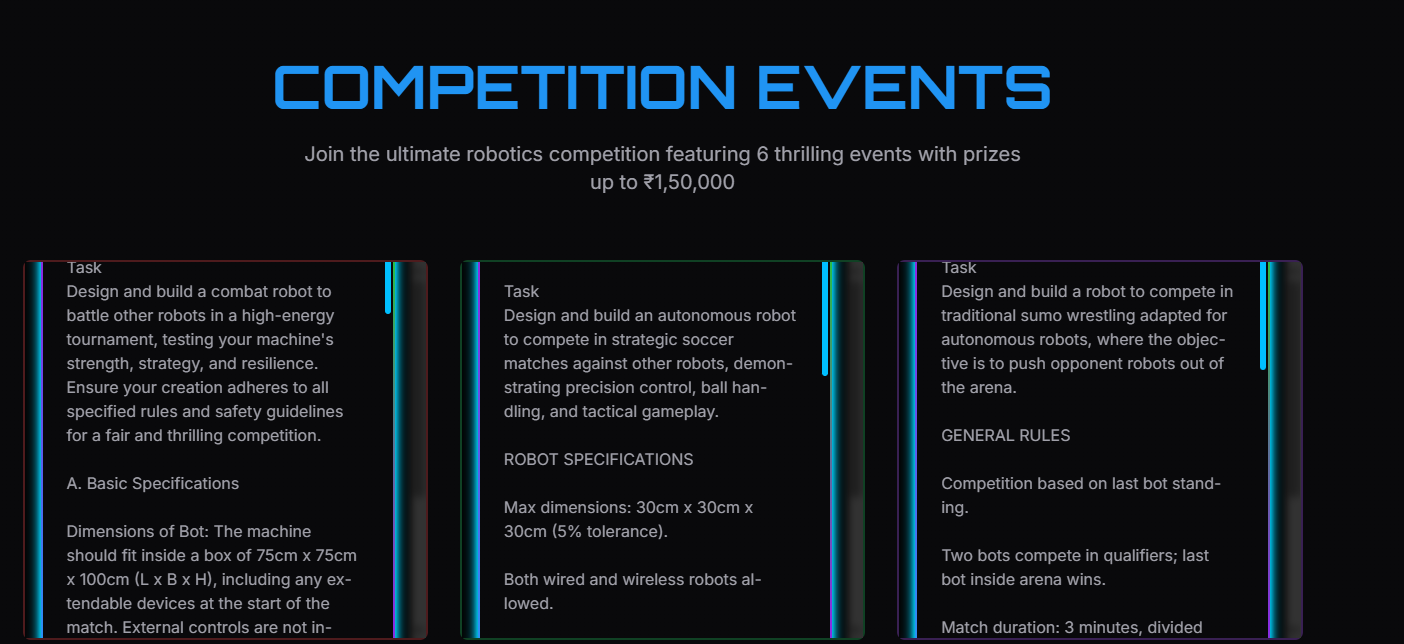 COMPETITION EVENTS
Join the ultimate robotics competition featuring 6 thrilling events with prizes
up to ₹1,50,000
Task
Design and build a combat robot to
battle other robots in a high-energy
tournament, testing your machine's
strength, strategy, and resilience.
Ensure your creation adheres to all
specified rules and safety guidelines
for a fair and thrilling competition.
A. Basic Specifications
Dimensions of Bot: The machine
should fit inside a box of 75cm x 75cm
x 100cm (L x B x H), including any ex-
tendable devices at the start of the
match. External controls are not in-
Task
Design and build an autonomous robot
to compete in strategic soccer
matches against other robots, demon-
strating precision control, ball han-
dling, and tactical gameplay.
ROBOT SPECIFICATIONS
Max dimensions: 30cm x 30cm x
30cm (5% tolerance).
Both wired and wireless robots al-
lowed.
Task
Design and build a robot to compete in
traditional sumo wrestling adapted for
autonomous robots, where the objec-
tive is to push opponent robots out of
the arena.
GENERAL RULES
Competition based on last bot stand-
ing.
Two bots compete in qualifiers; last
bot inside arena wins.
Match duration: 3 minutes, divided